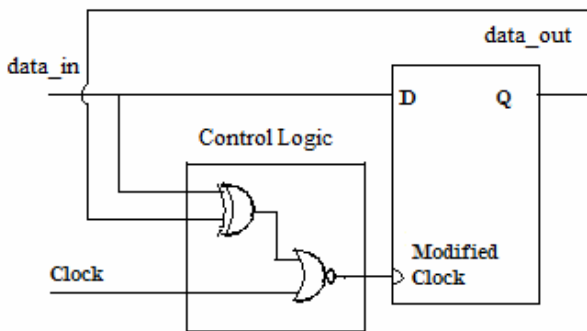 data_out
data_in
D Q
Control Logic
Modified
Clock
Clock